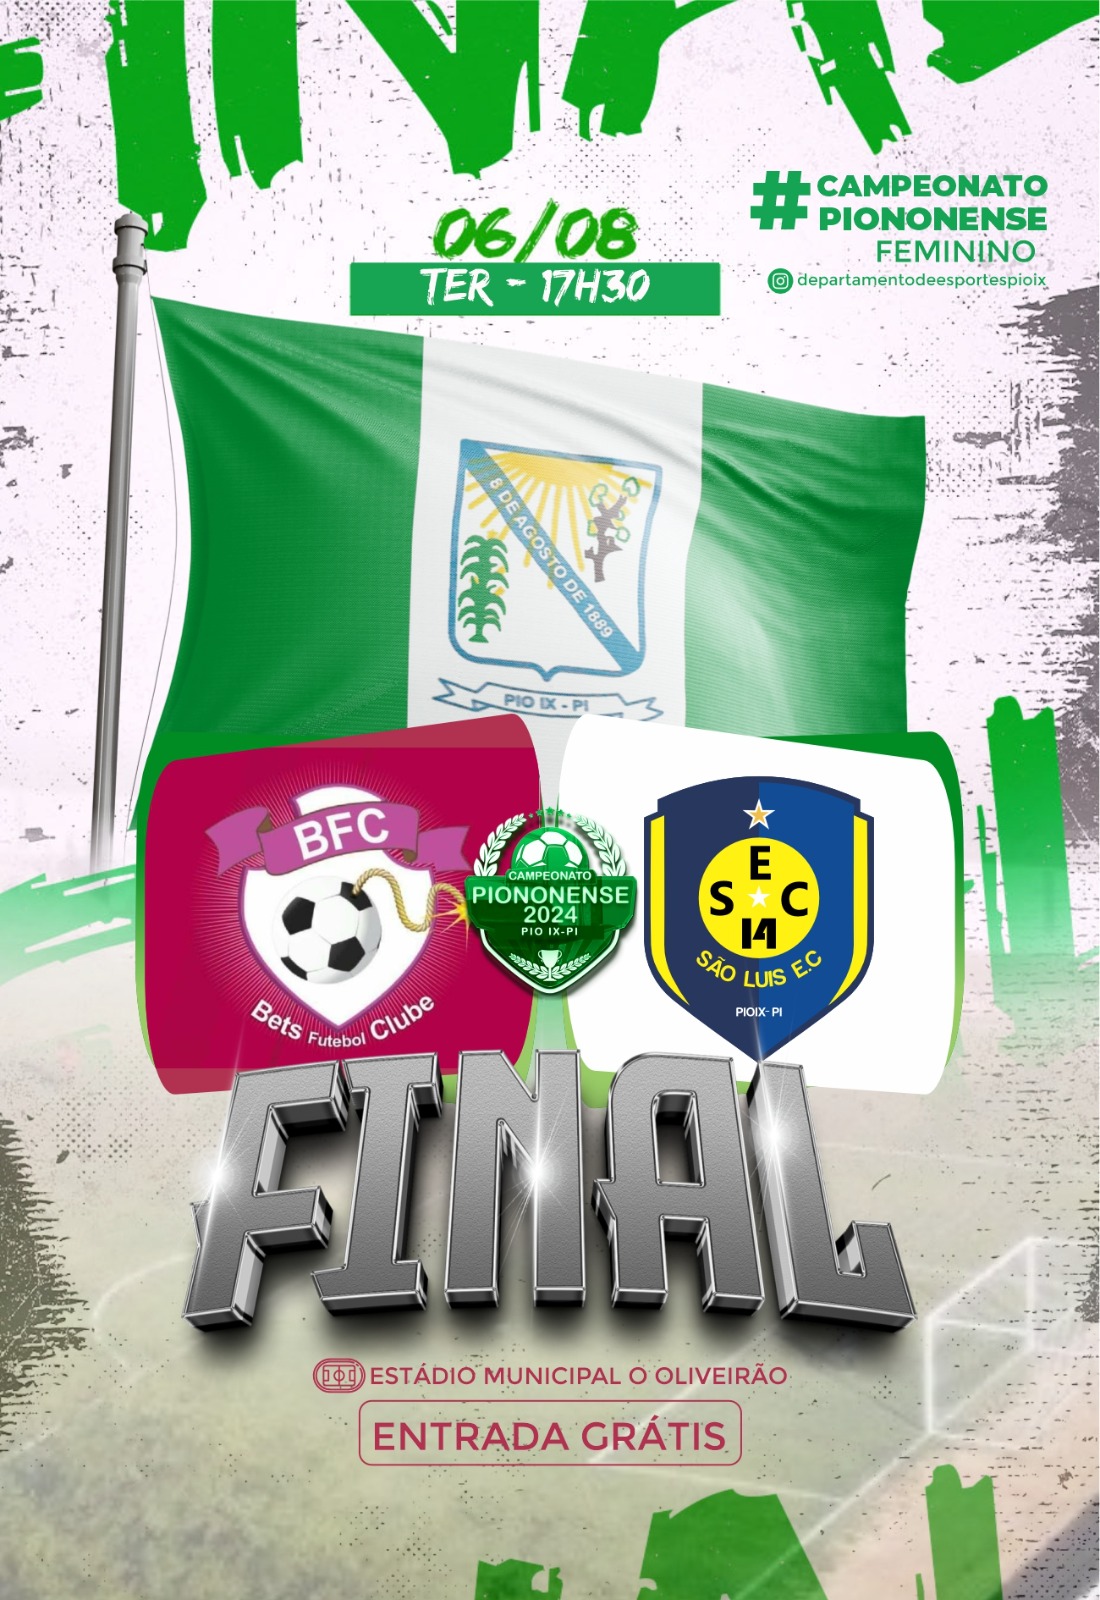 FINAL
#CAMPEONATO
PIONONENSE
FEMININO
departamentodeesportespioix
06/08
TER - 17H30
8 DE AGOSTO DE 1889
PIO IX - PI
BFC
Bets Futebol Clube
CAMPEONATO
PIONONENSE
2024
PIO IX-PI
E
S C
14
SÃO LUIS E.C
PIOIX- PI
FINAL
ESTÁDIO MUNICIPAL O OLIVEIRÃO
ENTRADA GRÁTIS